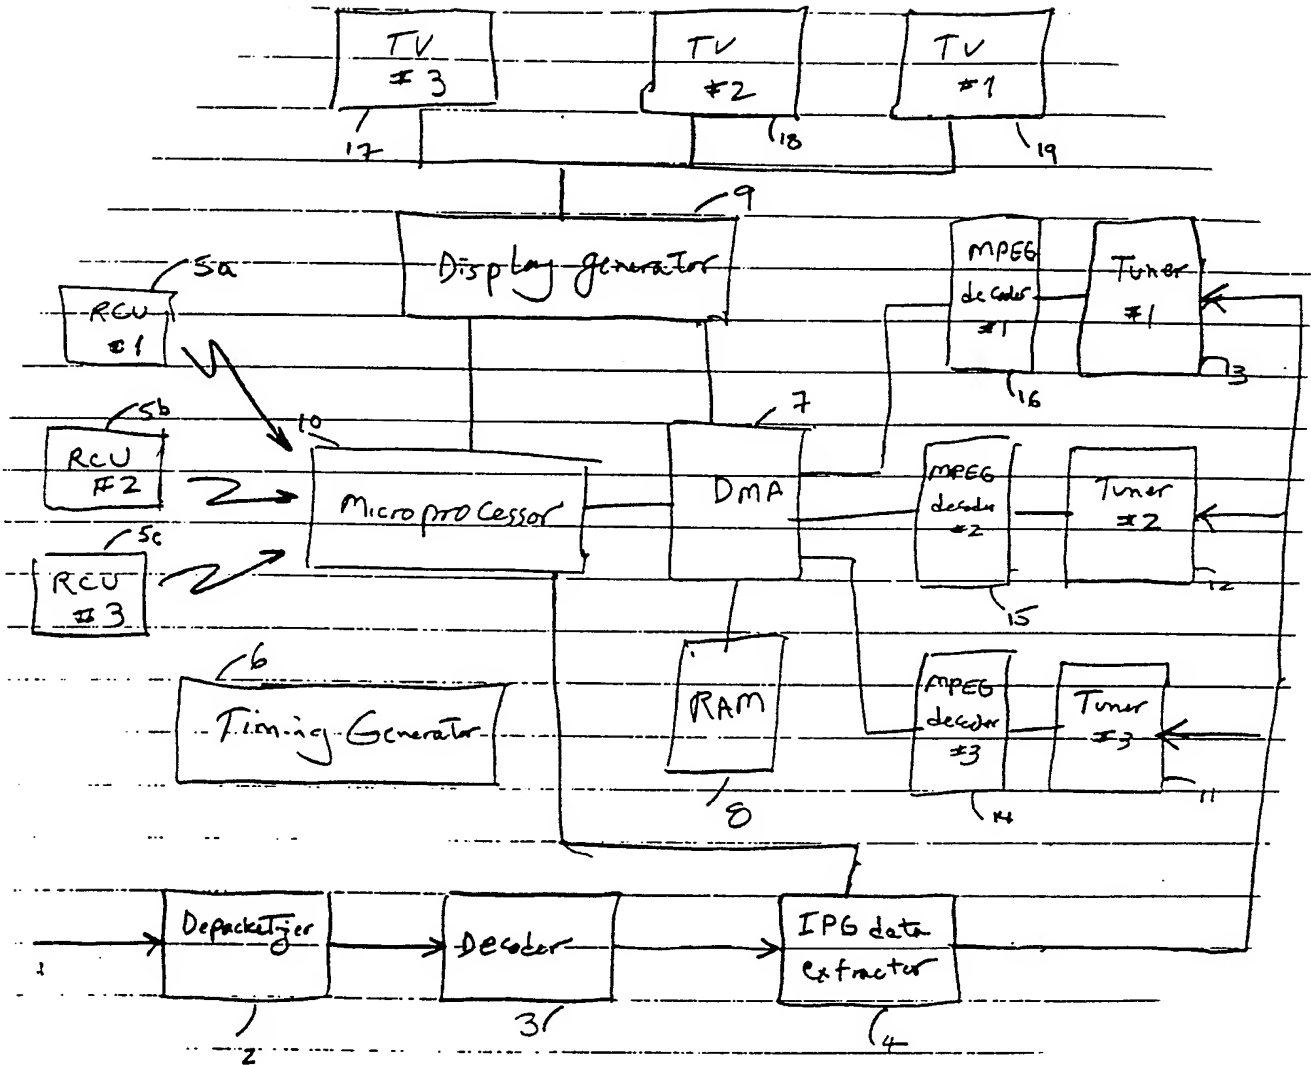 TV
#3
TV
#2
TV
#1
17
18
19
9
Display generator
5a
RCU
#1
MPEG
decoder
#1
Tuner
#1
16
3
5b
RCU
#2
10
Microprocessor
7
DMA
MPEG
decoder
#2
Tuner
#2
15
12
5c
RCU
#3
6
Timing Generator
RAM
8
MPEG
decoder
#3
Tuner
#3
14
11
1
Depacketizer
Decoder
IPG data
extractor
2
3
4